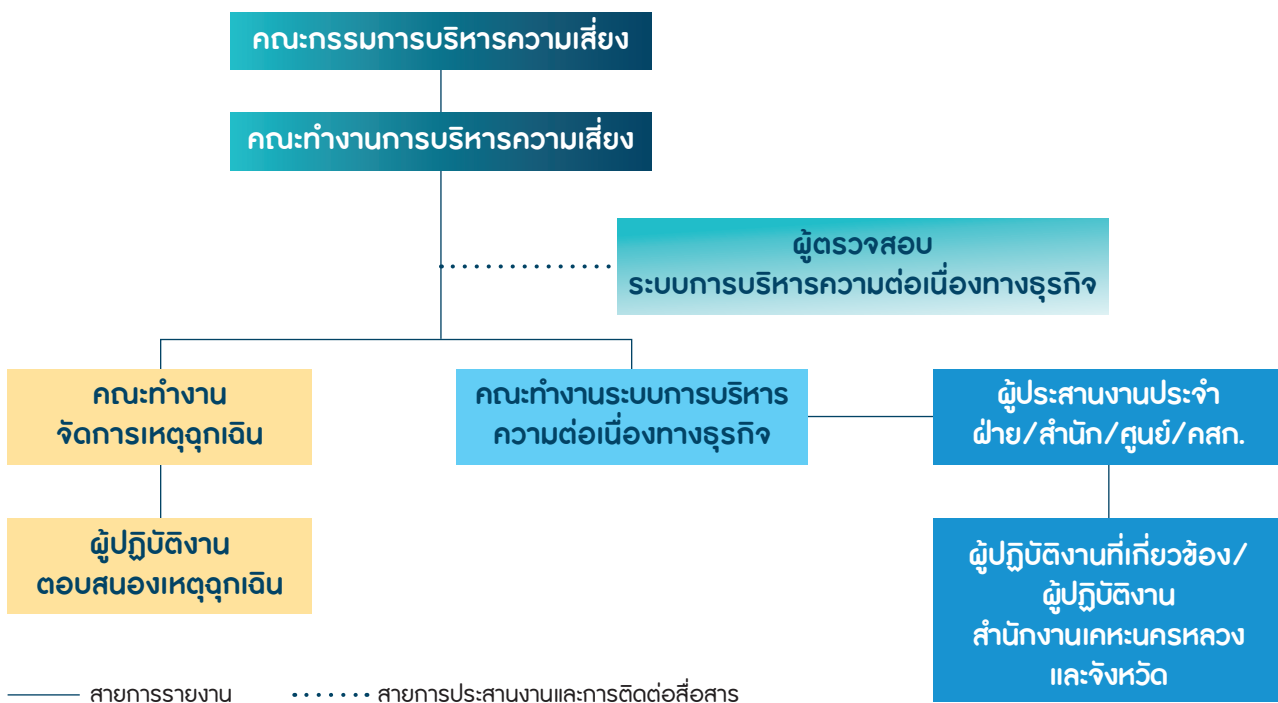 คณะกรรมการบริหารความเสี่ยง
คณะทำงานการบริหารความเสี่ยง
ผู้ตรวจสอบ
ระบบการบริหารความต่อเนื่องทางธุรกิจ
คณะทำงาน
จัดการเหตุฉุกเฉิน
คณะทำงานระบบการบริหาร
ความต่อเนื่องทางธุรกิจ
ผู้ประสานงานประจำ
ฝ่าย/สำนัก/ศูนย์/คสก.
ผู้ปฏิบัติงาน
ตอบสนองเหตุฉุกเฉิน
ผู้ปฏิบัติงานที่เกี่ยวข้อง/
ผู้ปฏิบัติงาน
สำนักงานเคหะนครหลวง
และจังหวัด
สายการรายงาน
สายการประสานงานและการติดต่อสื่อสาร